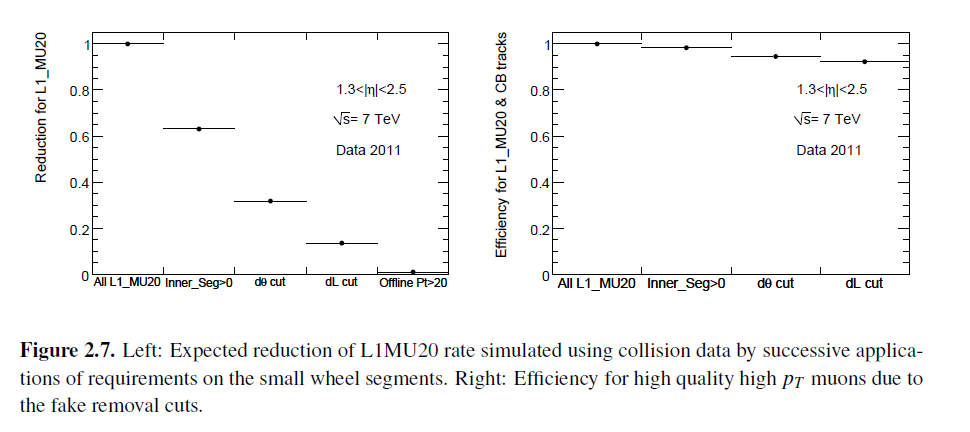 Reduction for L1_MU20
1
0.8
0.6
0.4
0.2
0
1.3<|η|<2.5
√s= 7 TeV
Data 2011
All L1_MU20 Inner_Seg>0 dθ cut dL cut Offline Pt>20
Efficiency for L1_MU20 & CB tracks
1
0.8
0.6
0.4
0.2
0
1.3<|η|<2.5
√s= 7 TeV
Data 2011
All L1_MU20 Inner_Seg>0 dθ cut dL cut
Figure 2.7. Left: Expected reduction of L1MU20 rate simulated using collision data by successive applica-
tions of requirements on the small wheel segments. Right: Efficiency for high quality high pT muons due to
the fake removal cuts.